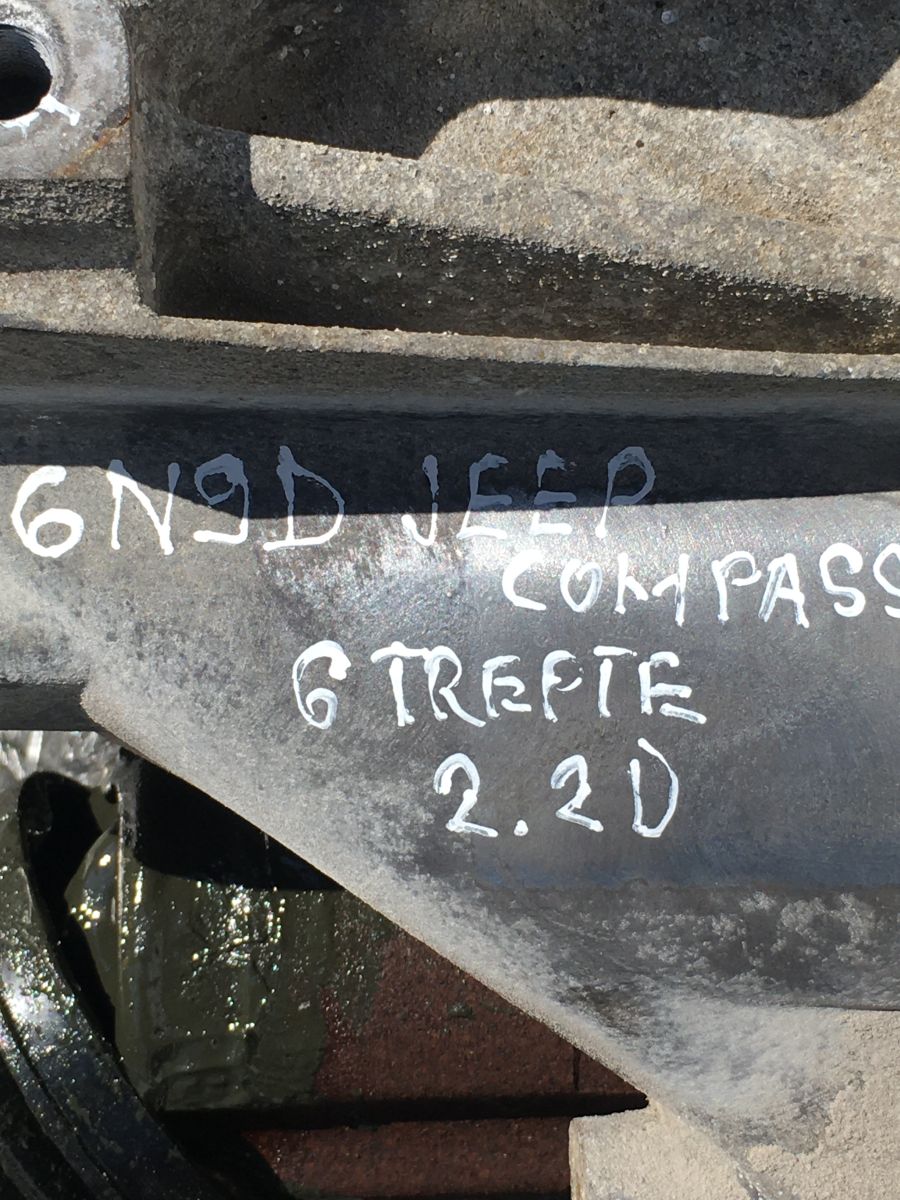 6N9D JEEP
COMPASS
6 TREPTE
2.2D